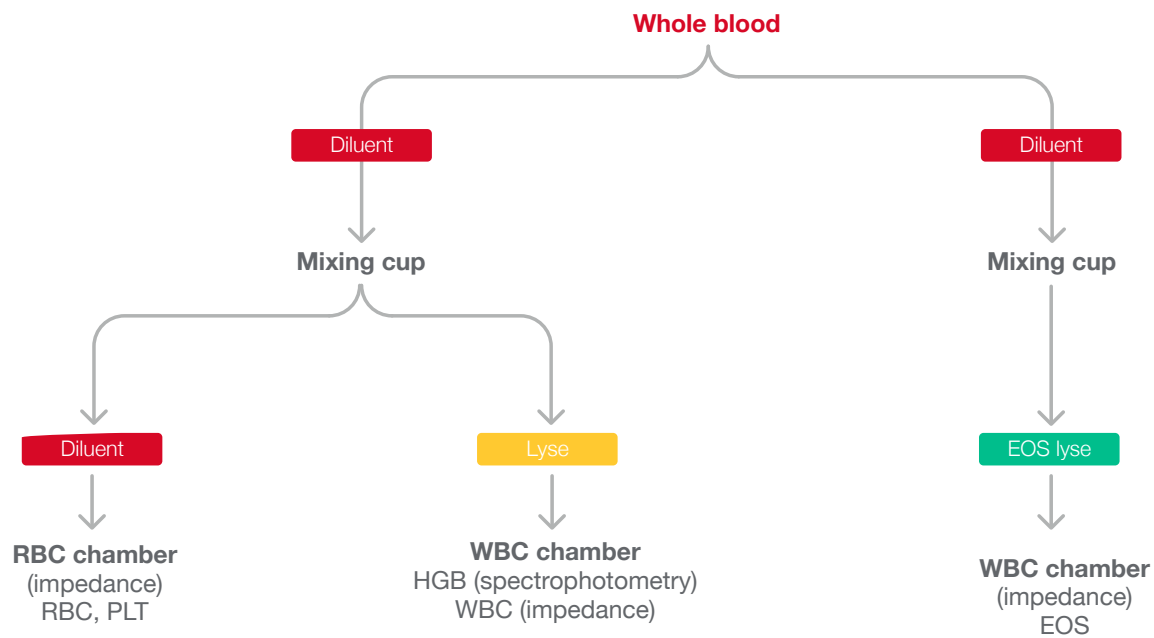 Whole blood
Diluent
Diluent
Mixing cup
Mixing cup
Diluent
Lyse
EOS lyse
RBC chamber
(impedance)
RBC, PLT
WBC chamber
HGB (spectrophotometry)
WBC (impedance)
WBC chamber
(impedance)
EOS